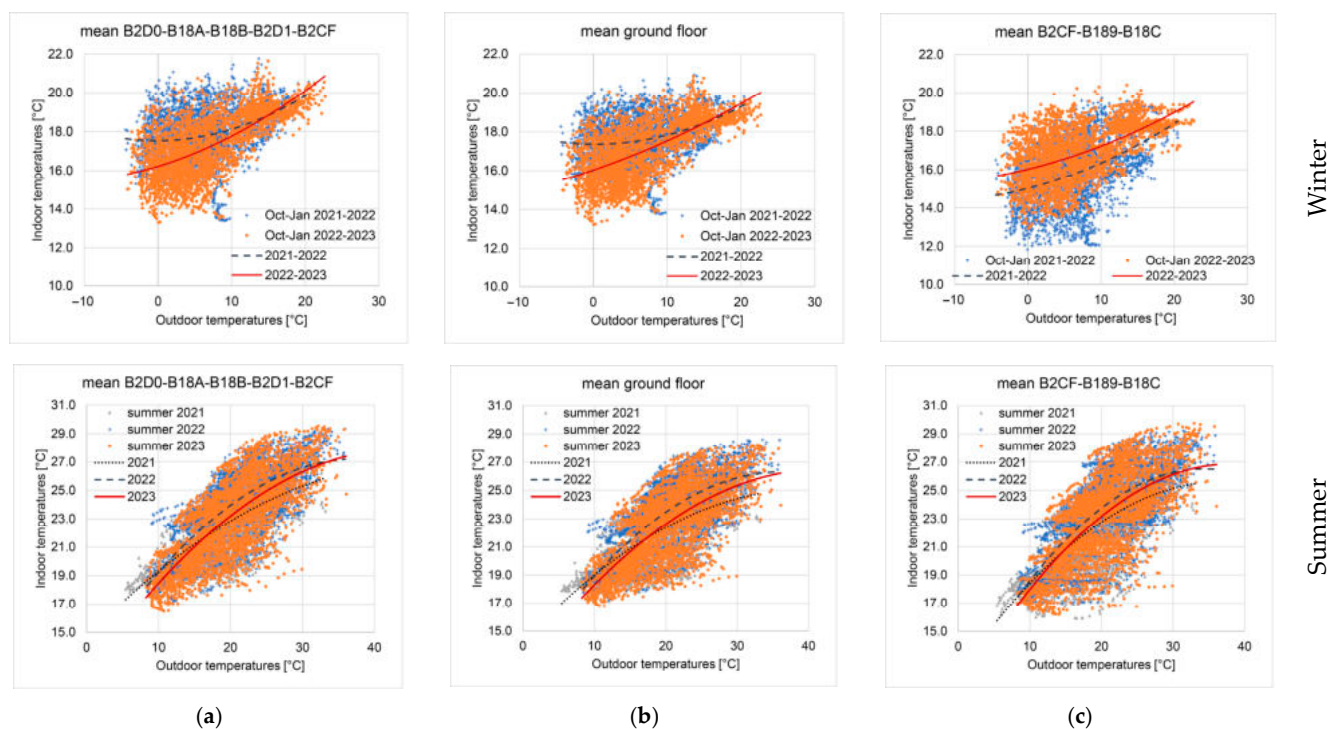 mean B2D0-B18A-B18B-B2D1-B2CF
22.0
20.0
18.0
16.0
14.0
12.0
10.0
Indoor temperatures [°C]
Oct-Jan 2021-2022
Oct-Jan 2022-2023
2021-2022
2022-2023
−10 0 10 20 30
Outdoor temperatures [°C]
mean ground floor
22.0
20.0
18.0
16.0
14.0
12.0
10.0
Indoor temperatures [°C]
Oct-Jan 2021-2022
Oct-Jan 2022-2023
2021-2022
2022-2023
−10 0 10 20 30
Outdoor temperatures [°C]
mean B2CF-B189-B18C
22.0
20.0
18.0
16.0
14.0
12.0
10.0
Indoor temperatures [°C]
Oct-Jan 2021-2022 Oct-Jan 2022-2023
2021-2022 2022-2023
−10 0 10 20 30
Outdoor temperatures [°C]
Winter
mean B2D0-B18A-B18B-B2D1-B2CF
31.0
29.0
27.0
25.0
23.0
21.0
19.0
17.0
15.0
Indoor temperatures [°C]
summer 2021
summer 2022
summer 2023
2021
2022
2023
0 10 20 30 40
Outdoor temperatures [°C]
mean ground floor
31.0
29.0
27.0
25.0
23.0
21.0
19.0
17.0
15.0
Indoor temperatures [°C]
summer 2021
summer 2022
summer 2023
2021
2022
2023
0 10 20 30 40
Outdoor temperatures [°C]
mean B2CF-B189-B18C
31.0
29.0
27.0
25.0
23.0
21.0
19.0
17.0
15.0
Indoor temperatures [°C]
summer 2021
summer 2022
summer 2023
2021
2022
2023
0 10 20 30 40
Outdoor temperatures [°C]
Summer
(a)
(b)
(c)